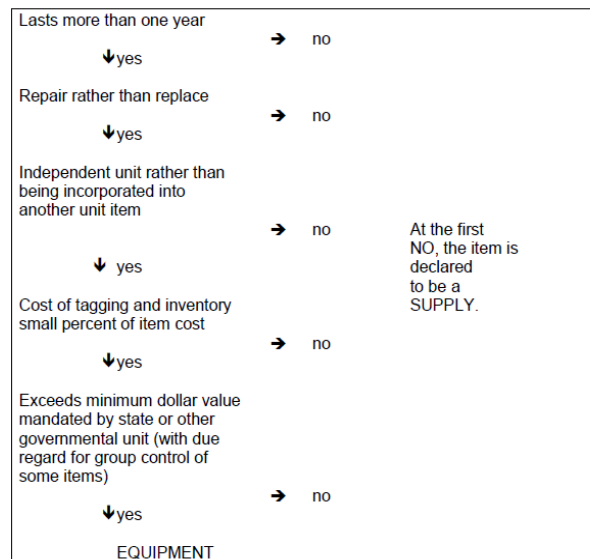 Lasts more than one year
➔ no
🡻yes
Repair rather than replace
➔ no
🡻yes
Independent unit rather than
being incorporated into
another unit item
➔ no
🡻 yes
At the first
NO, the item is
declared
to be a
SUPPLY.
Cost of tagging and inventory
small percent of item cost
➔ no
🡻yes
Exceeds minimum dollar value
mandated by state or other
governmental unit (with due
regard for group control of
some items)
➔ no
🡻yes
EQUIPMENT